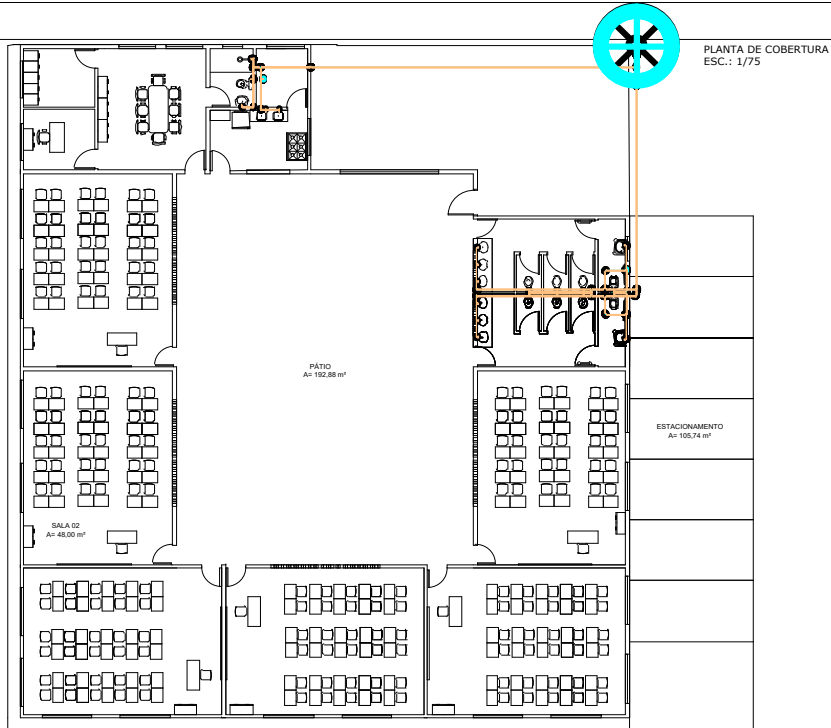 PLANTA DE COBERTURA
ESC.: 1/75
PÁTIO
A= 192,88 m²
ESTACIONAMENTO
A= 105,74 m²
SALA 02
A= 48,00 m²